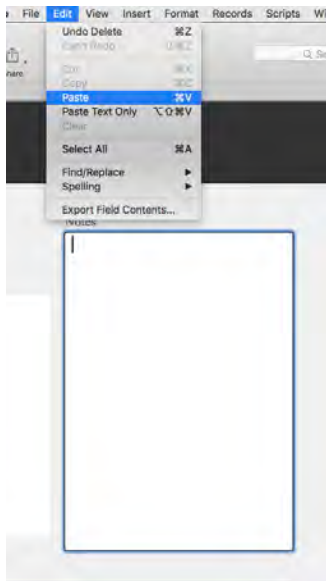 File Edit View Insert Format Records Scripts
Share
Undo Delete ⌘Z
Can't Redo ⇧⌘Z
Cut ⌘X
Copy ⌘C
Paste ⌘V
Paste Text Only ⌥⇧⌘V
Clear
Select All ⌘A
Find/Replace ▶
Spelling ▶
Export Field Contents...
Notes